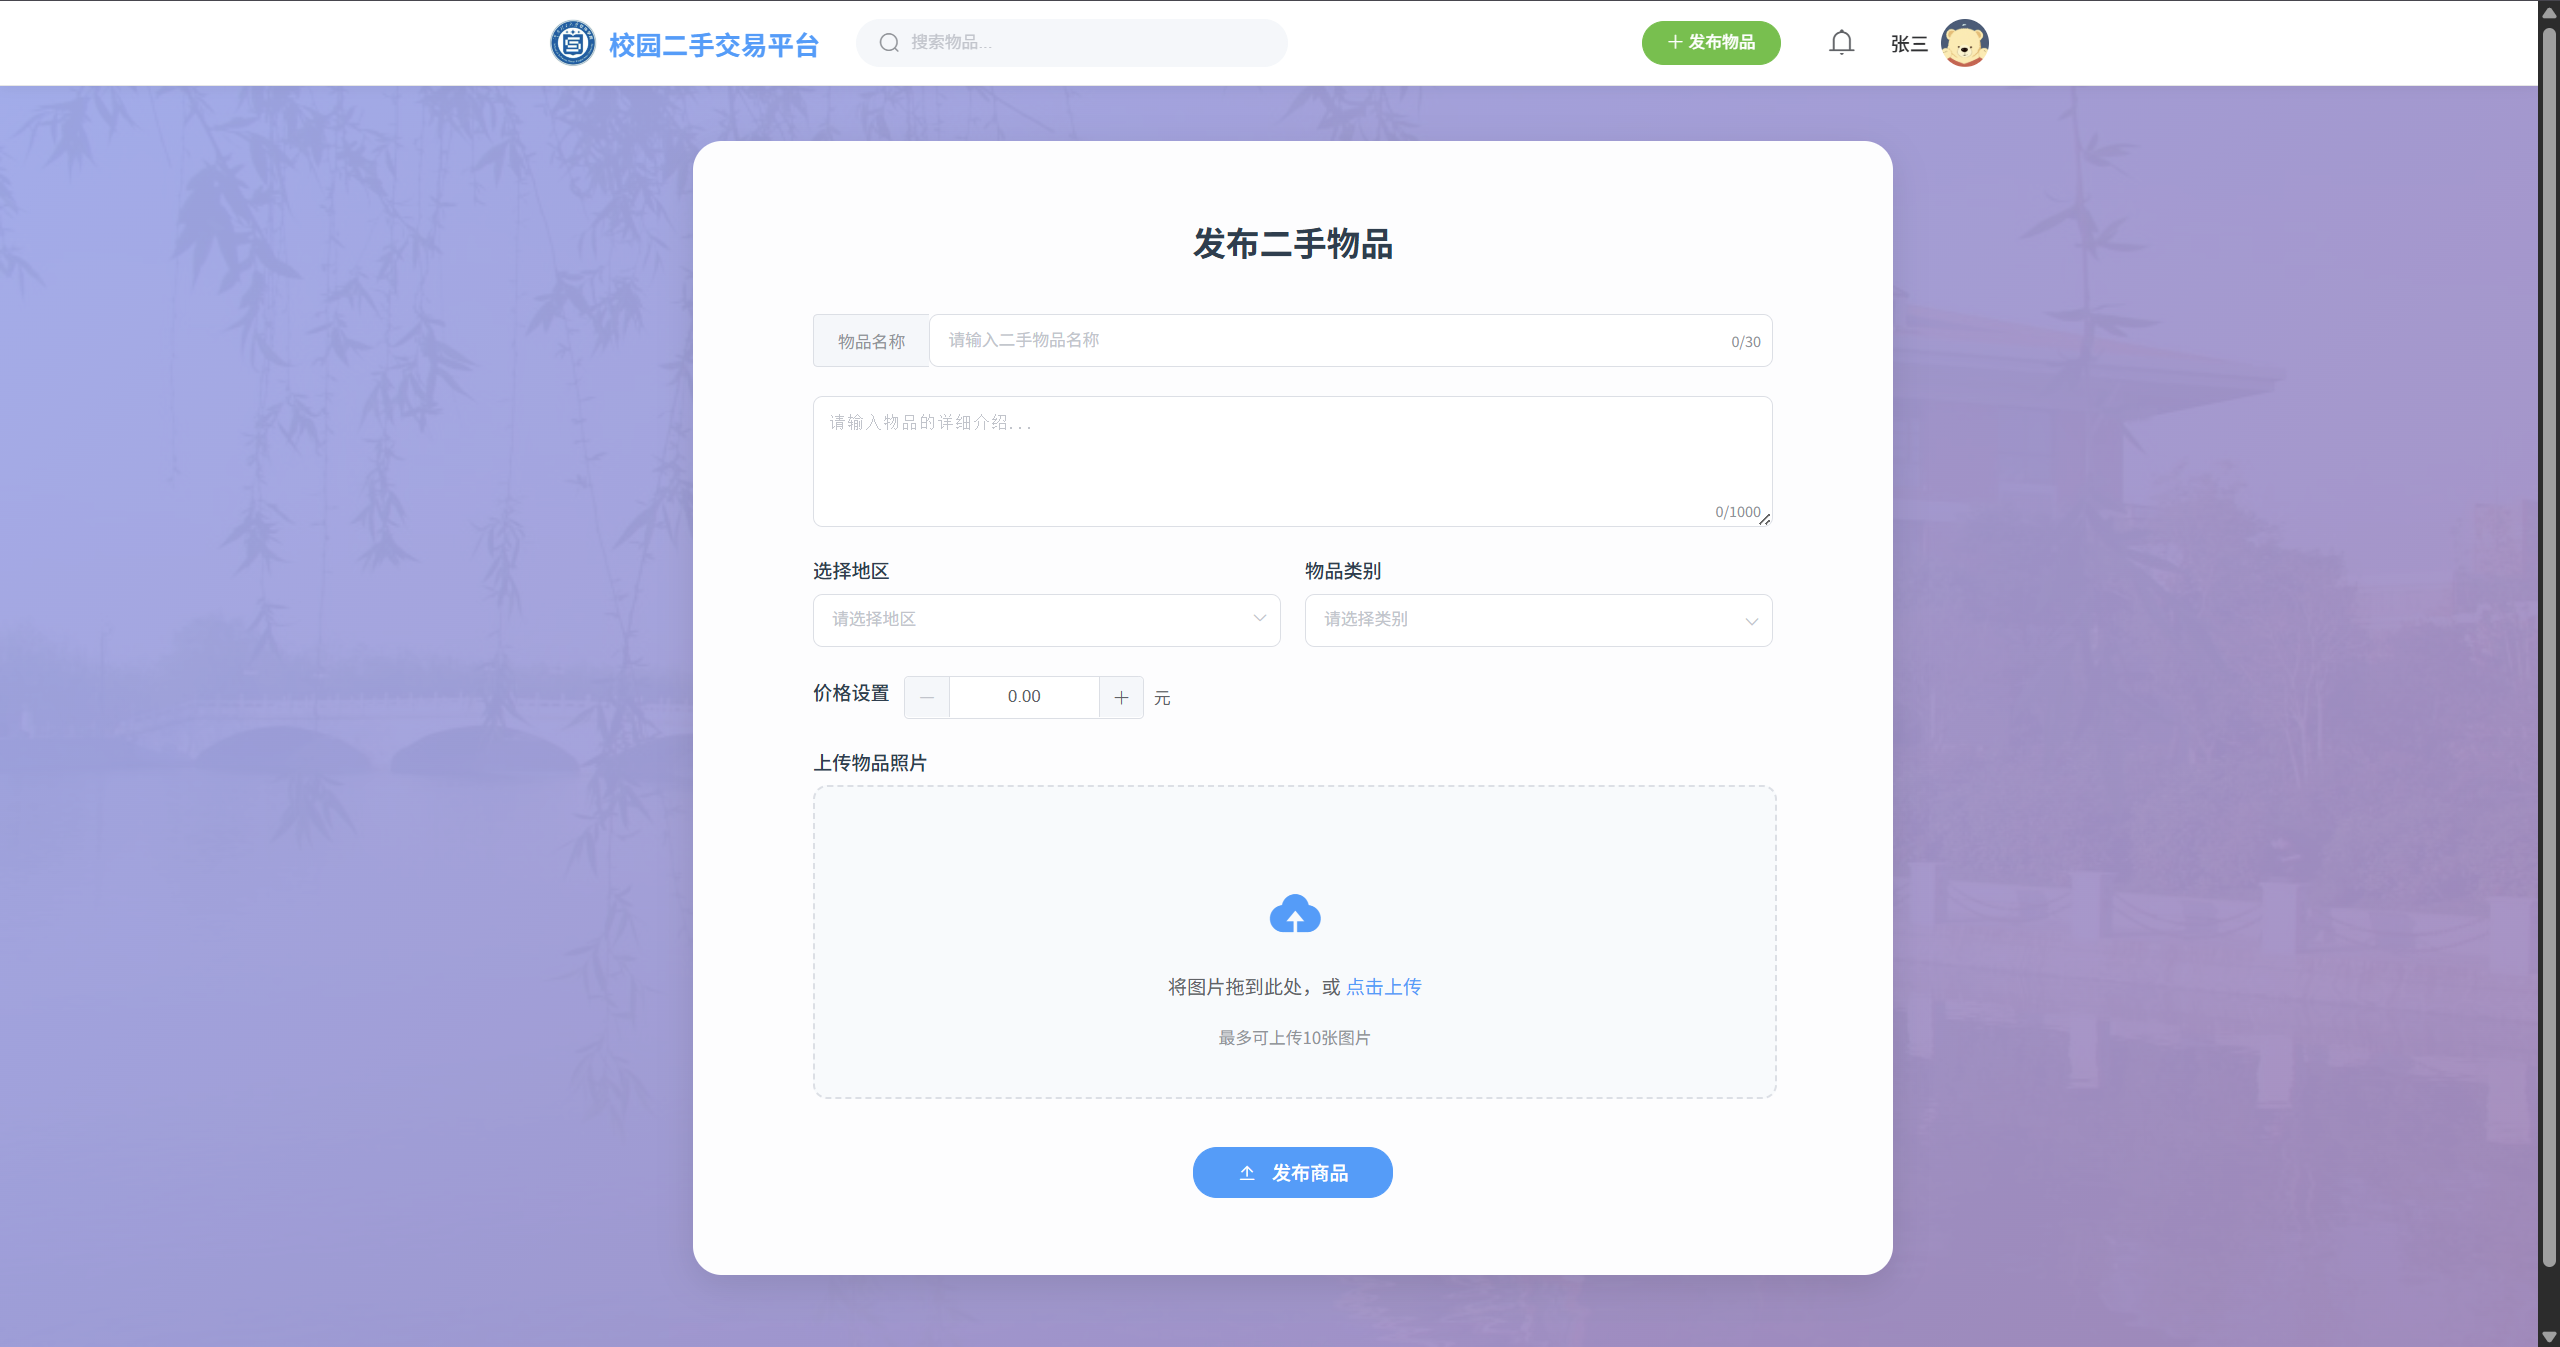 校园二手交易平台
搜索物品...
发布物品
张三
发布二手物品
物品名称
请输入二手物品名称
0/30
请输入物品的详细介绍...
0/1000
选择地区
物品类别
请选择地区
请选择类别
价格设置
0.00
元
上传物品照片
将图片拖到此处，或 点击上传
最多可上传10张图片
发布商品